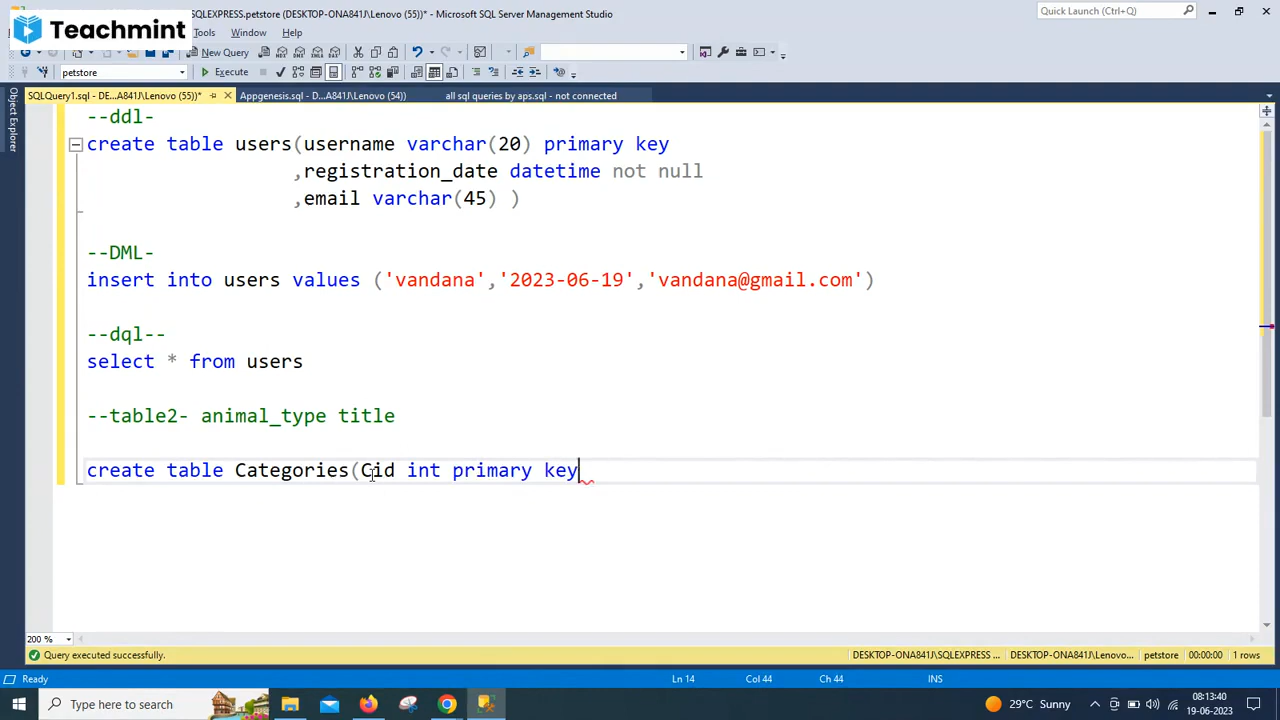 SQLEXPRESS.petstore (DESKTOP-ONA841J\Lenovo (55))* - Microsoft SQL Server Management Studio
Quick Launch (Ctrl+Q)
Teachmint
Tools Window Help
New Query
petstore
Execute
SQLQuery1.sql - DE...A841J\Lenovo (55))*
Appgenesis.sql - D...A841J\Lenovo (54))
all sql queries by aps.sql - not connected
Object Explorer
--ddl-
create table users(username varchar(20) primary key
,registration_date datetime not null
,email varchar(45) )
--DML-
insert into users values ('vandana','2023-06-19','vandana@gmail.com')
--dql--
select * from users
--table2- animal_type title
create table Categories(Cid int primary key
200 %
Query executed successfully.
DESKTOP-ONA841J\SQLEXPRESS ...
DESKTOP-ONA841J\Lenovo...
petstore
00:00:00
1 rows
Ready
Ln 14
Col 44
Ch 44
INS
Type here to search
29°C Sunny
08:13:40
19-06-2023